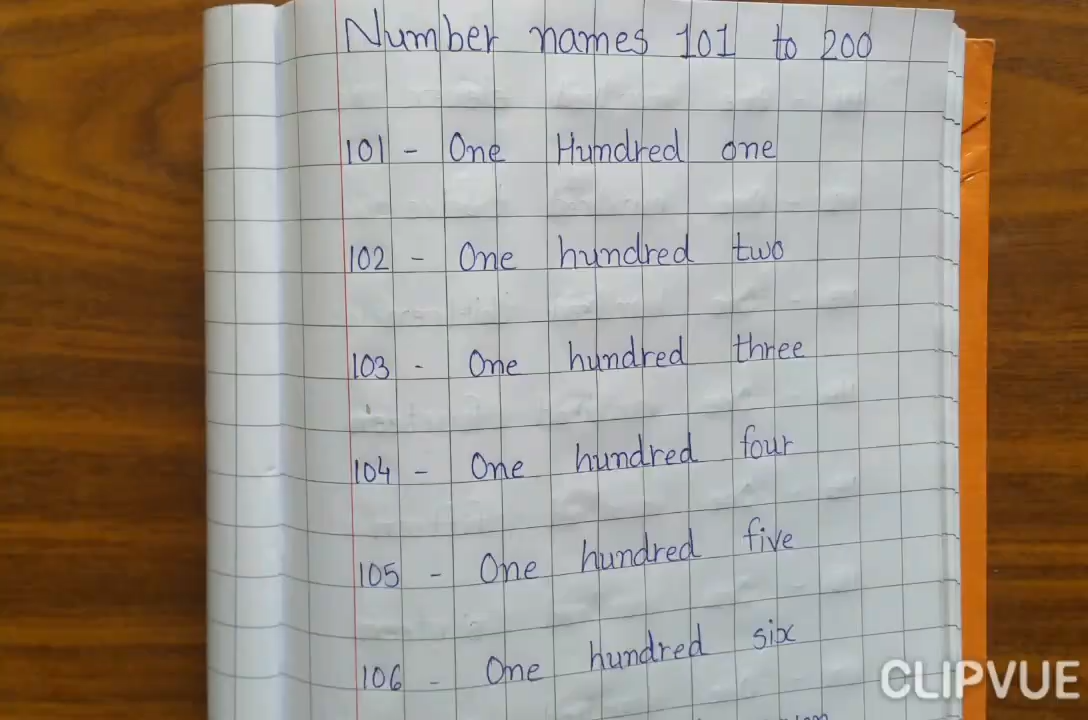 Number names 101 to 200
101 - One Hundred one
102 - One hundred two
103 - One hundred three
104 - One hundred four
105 - One hundred five
106 - One hundred six
CLIPVUE